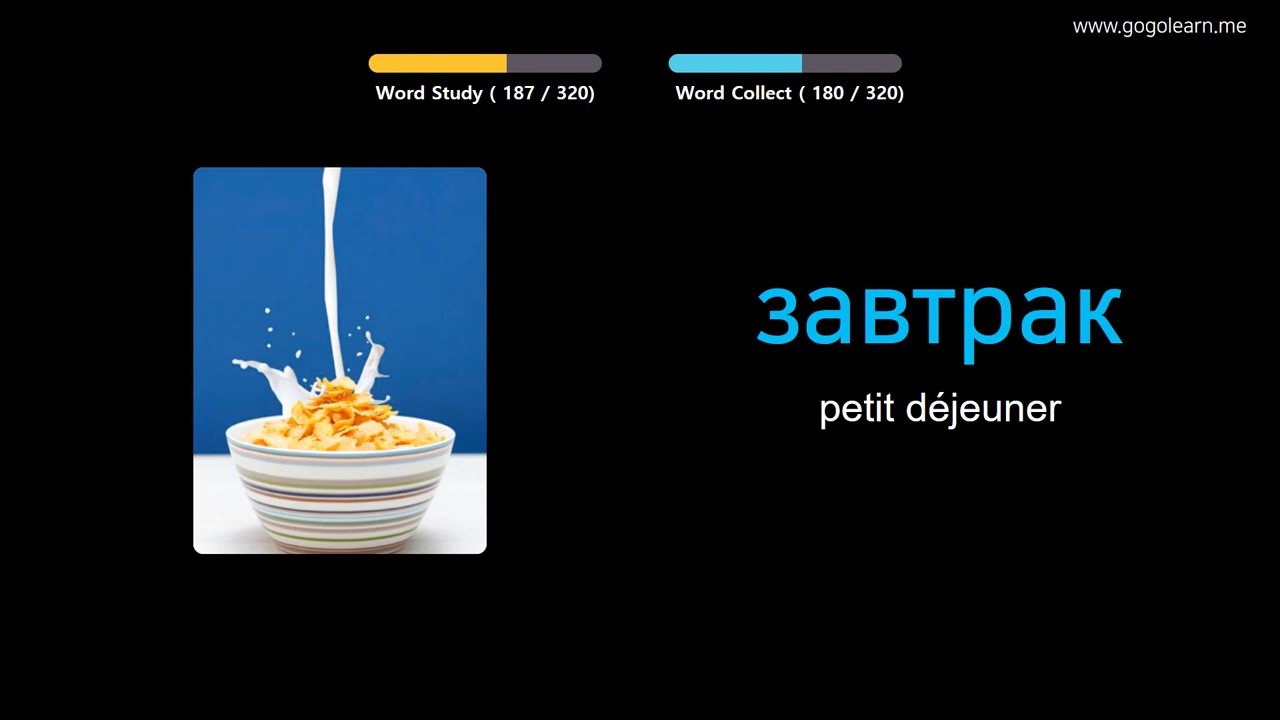 www.gogolearn.me
Word Study ( 187 / 320)
Word Collect ( 180 / 320)
завтрак
petit déjeuner